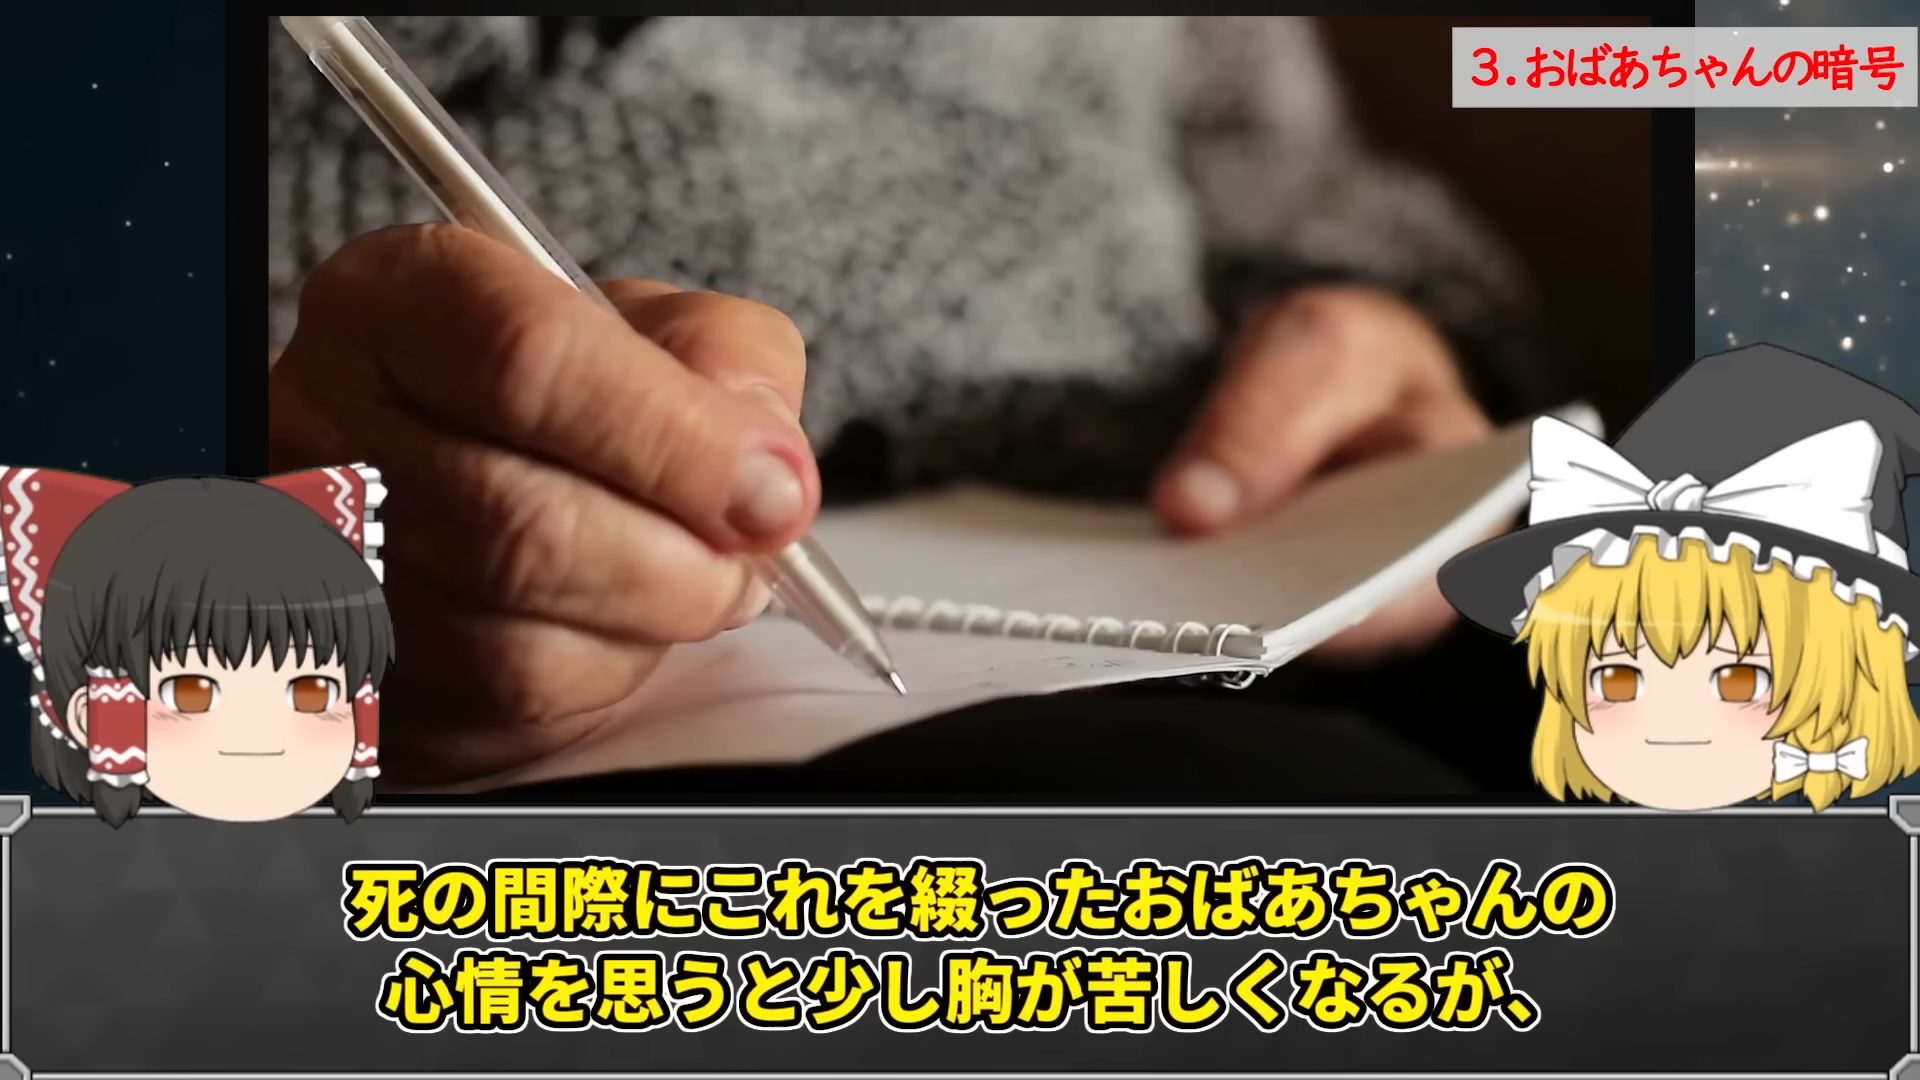 ３.おばあちゃんの暗号
死の間際にこれを綴ったおばあちゃんの
心情を思うと少し胸が苦しくなるが、